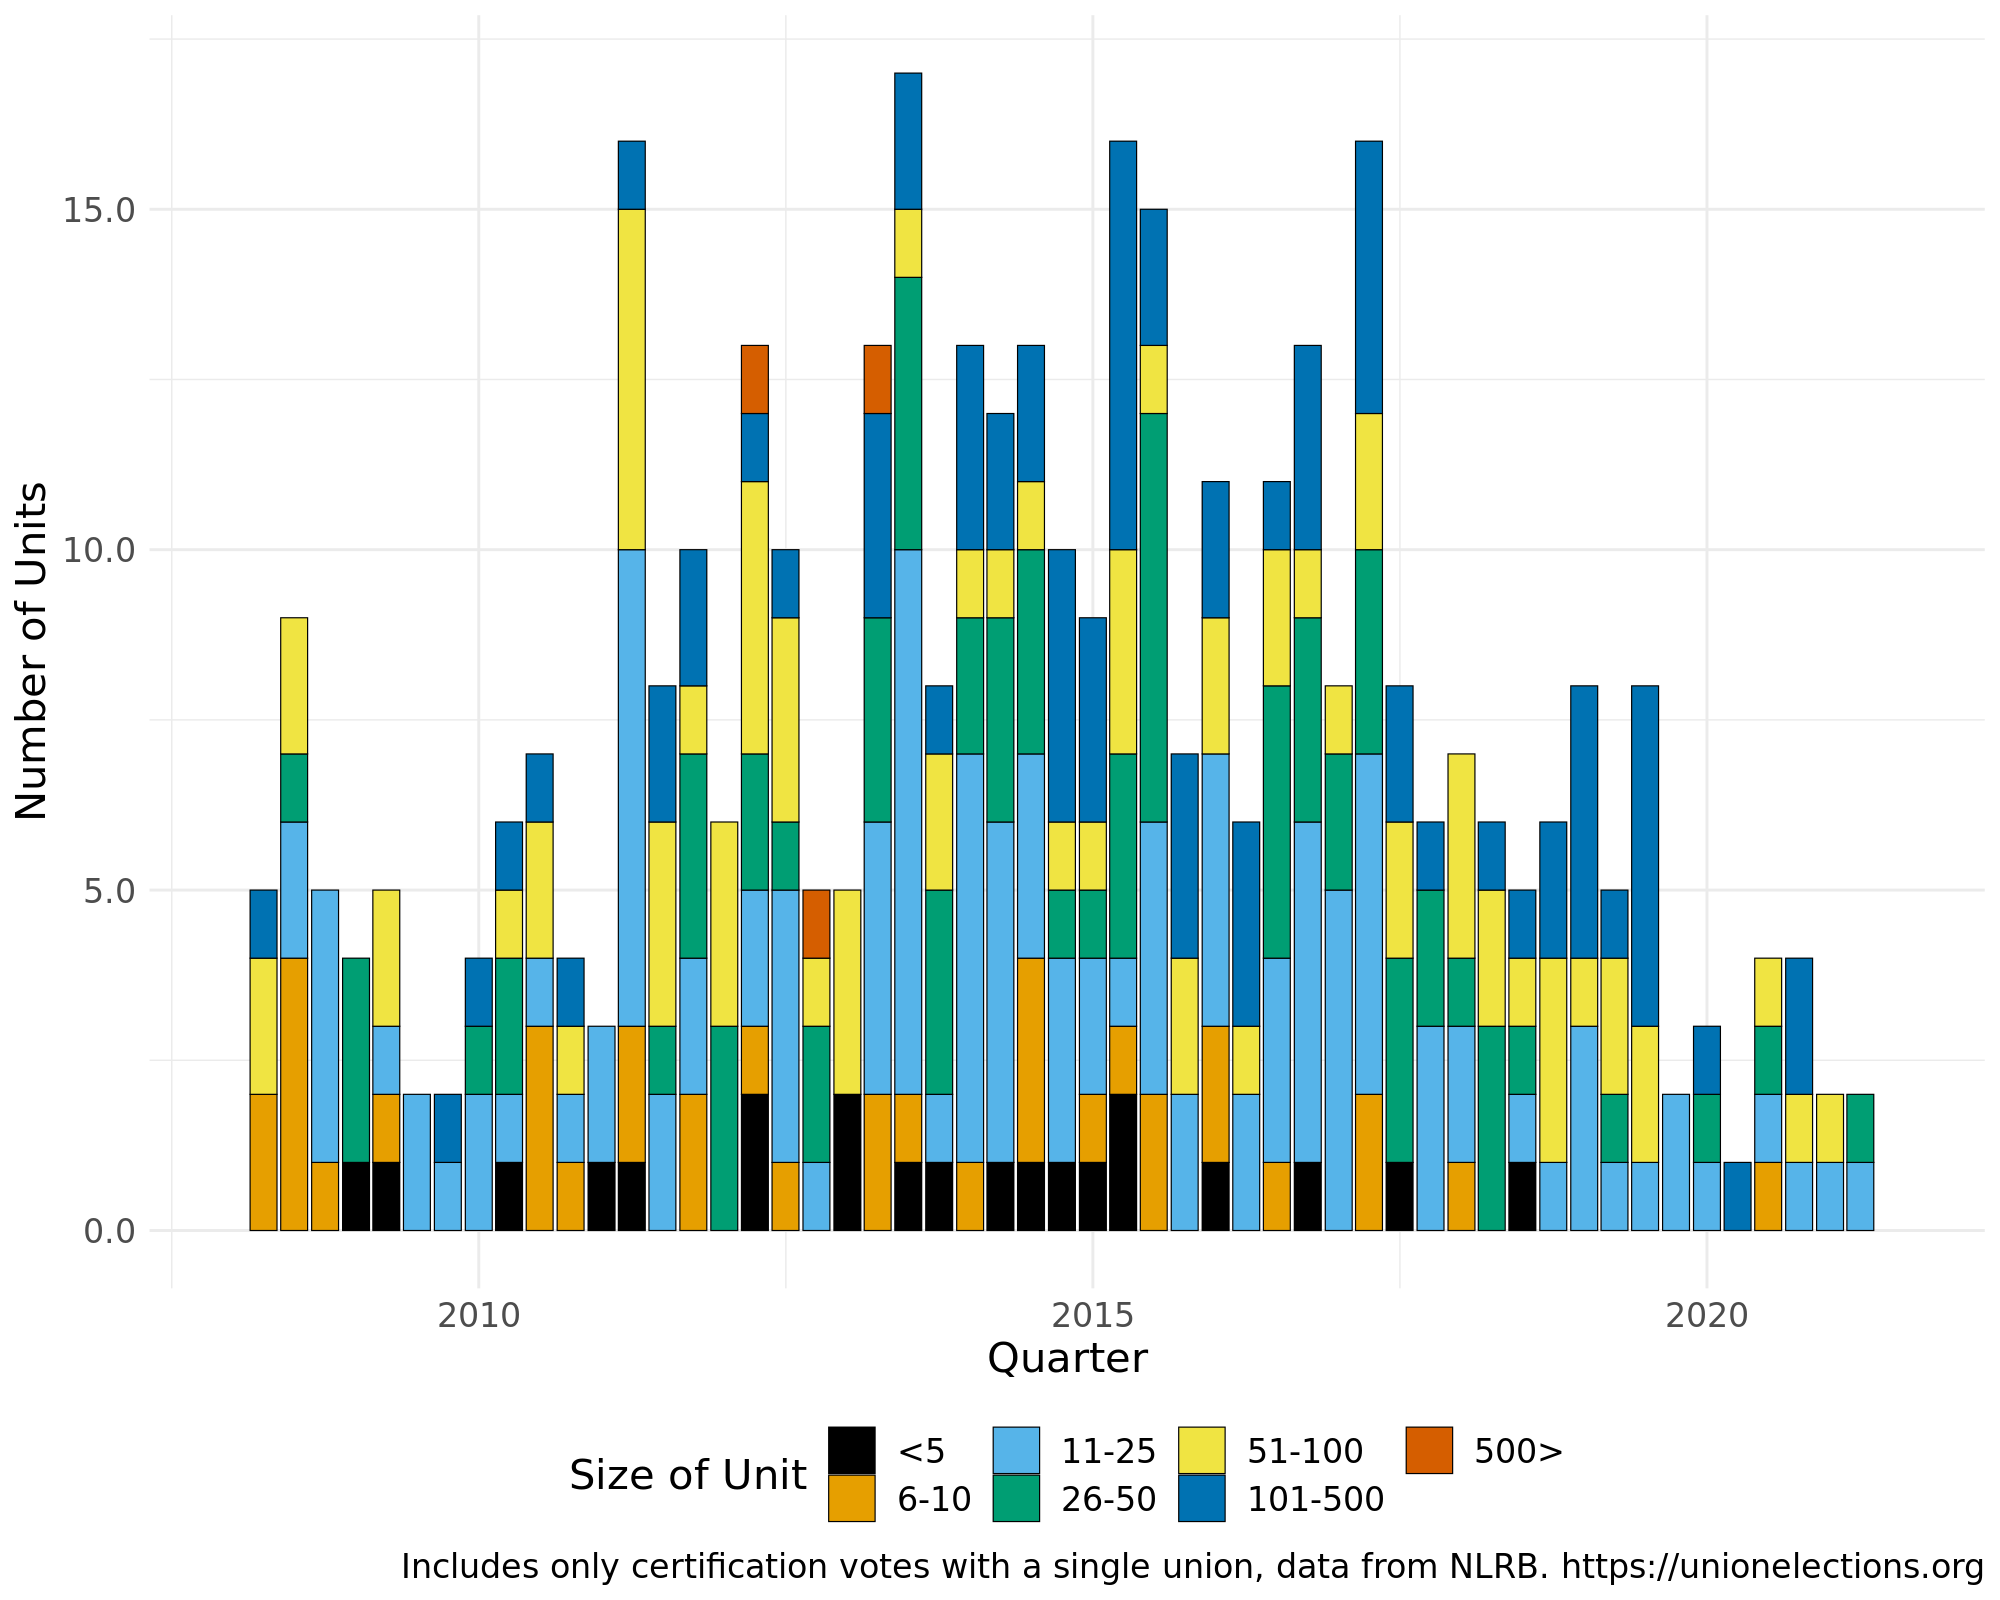 Number of Units
15.0
10.0
5.0
0.0
2010 2015 2020
Quarter
Size of Unit
<5 11-25 51-100 500>
6-10 26-50 101-500
Includes only certification votes with a single union, data from NLRB. https://unionelections.org